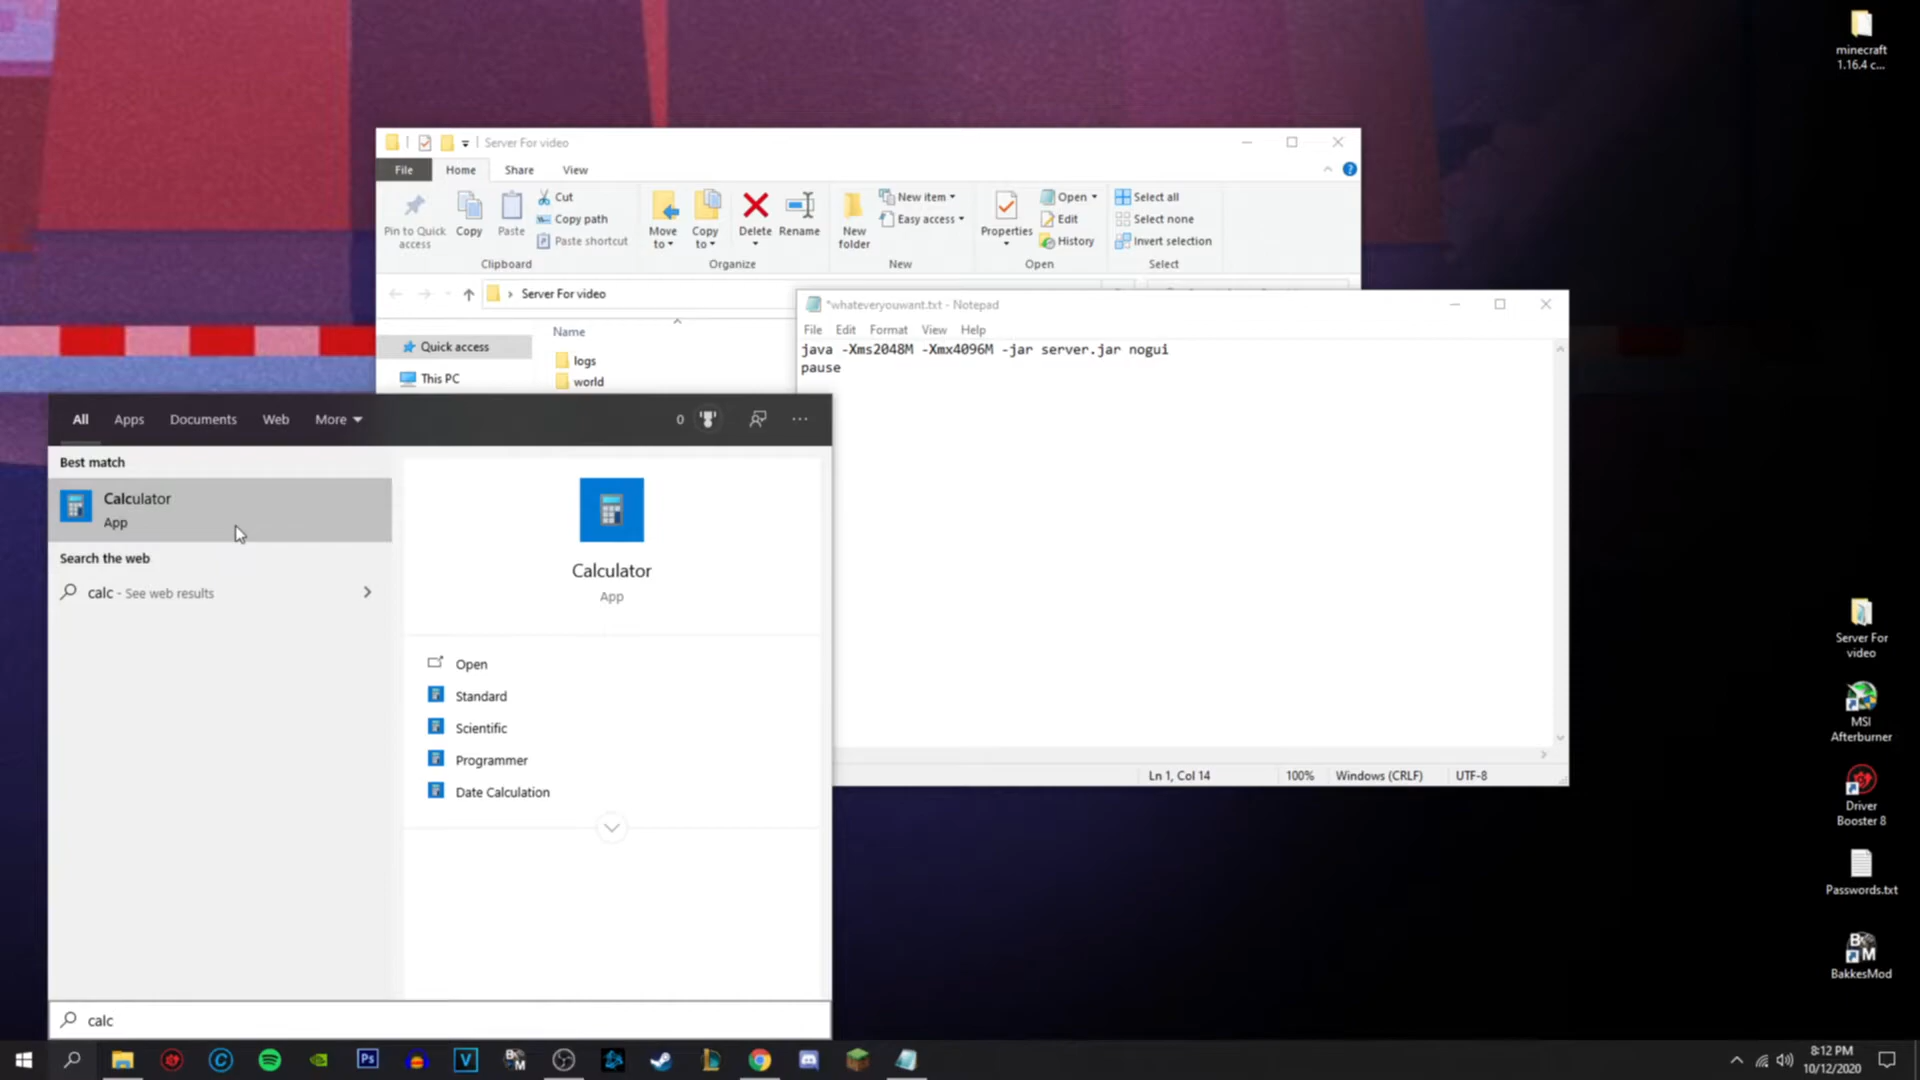 minecraft
1.16.4 c...
Server For video
File
Home
Share
View
Pin to Quick
access
Copy
Paste
Cut
Copy path
Paste shortcut
Clipboard
Move
to
Copy
to
Delete
Rename
Organize
New
folder
New item
Easy access
New
Properties
Open
Edit
History
Open
Select all
Select none
Invert selection
Select
Server For video
Quick access
This PC
Name
logs
world
*whateveryouwant.txt - Notepad
File
Edit
Format
View
Help
java -Xms2048M -Xmx4096M -jar server.jar nogui
pause
Ln 1, Col 14
100%
Windows (CRLF)
UTF-8
All
Apps
Documents
Web
More
0
Best match
Calculator
App
Search the web
calc - See web results
Calculator
App
Open
Standard
Scientific
Programmer
Date Calculation
calc
Server For
video
MSI
Afterburner
Driver
Booster 8
Passwords.txt
BakkesMod
Ps
V
8:12 PM
10/12/2020